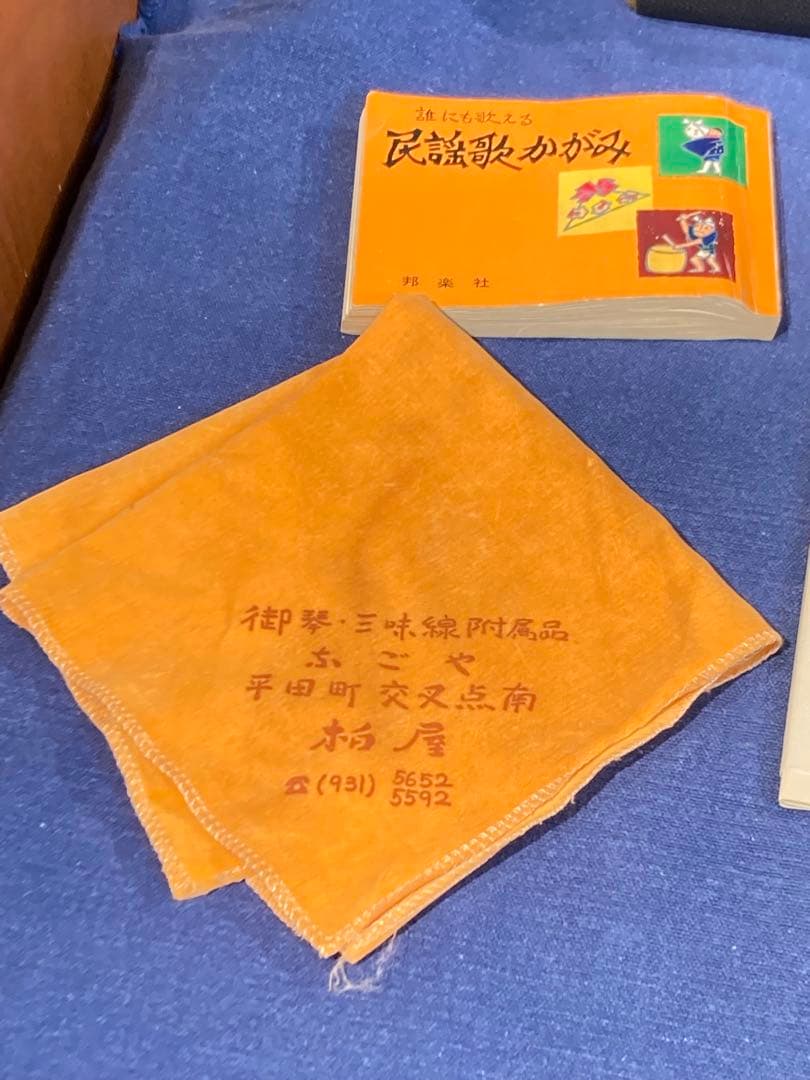 誰にも歌える
民謡歌かがみ
邦楽社
御琴・三味線附属品
なごや
平田町 交叉点南
柏屋
☎(931) 5652
5592